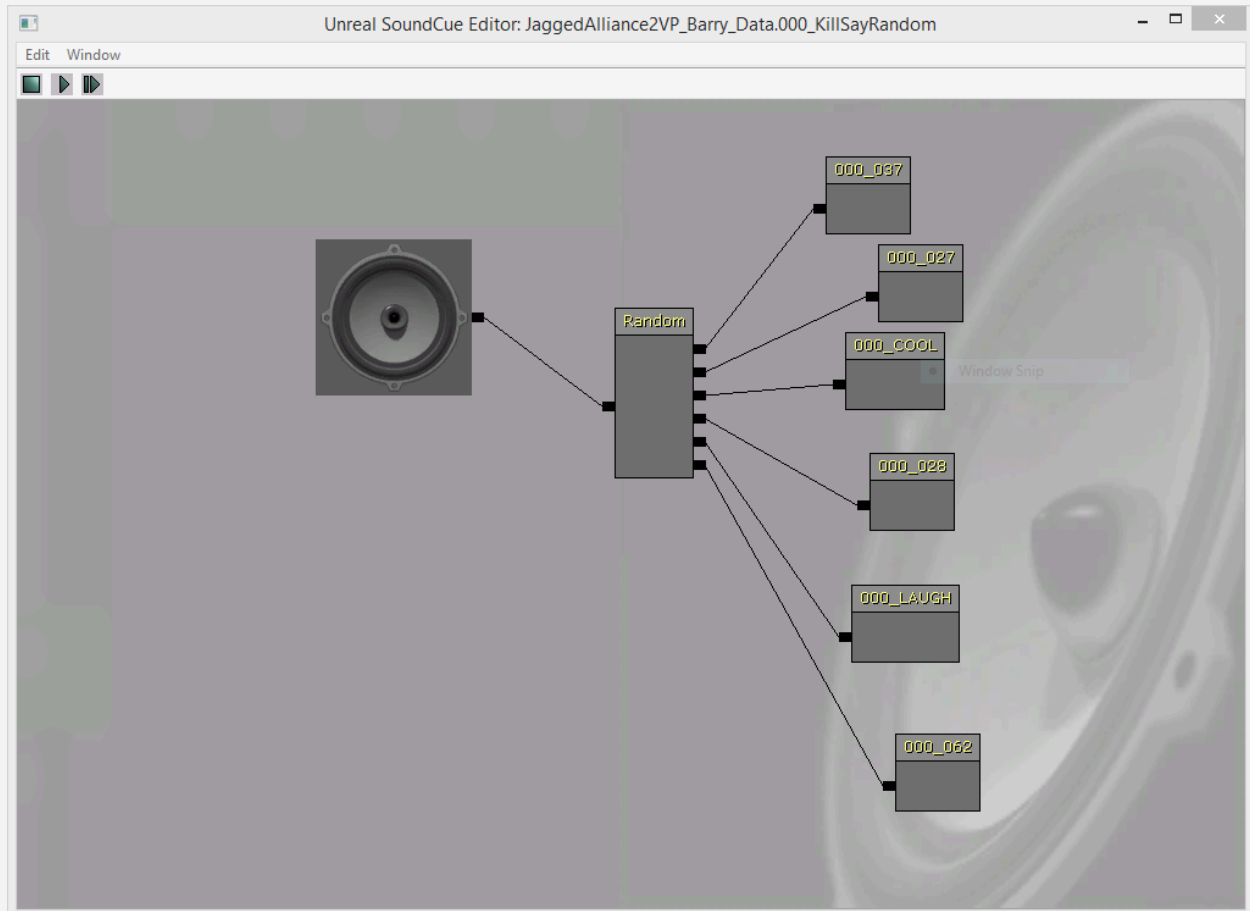 Unreal SoundCue Editor: JaggedAlliance2VP_Barry_Data.000_KillSayRandom
Edit Window
000_037
000_027
Random
000_COOL
Window Snip
000_028
000_LAUGH
000_062